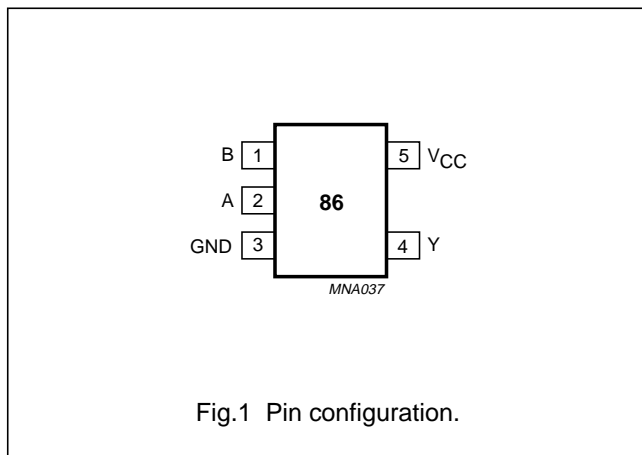 B 1 86 5 VCC
A 2
GND 3 4 Y
MNA037
Fig.1 Pin configuration.